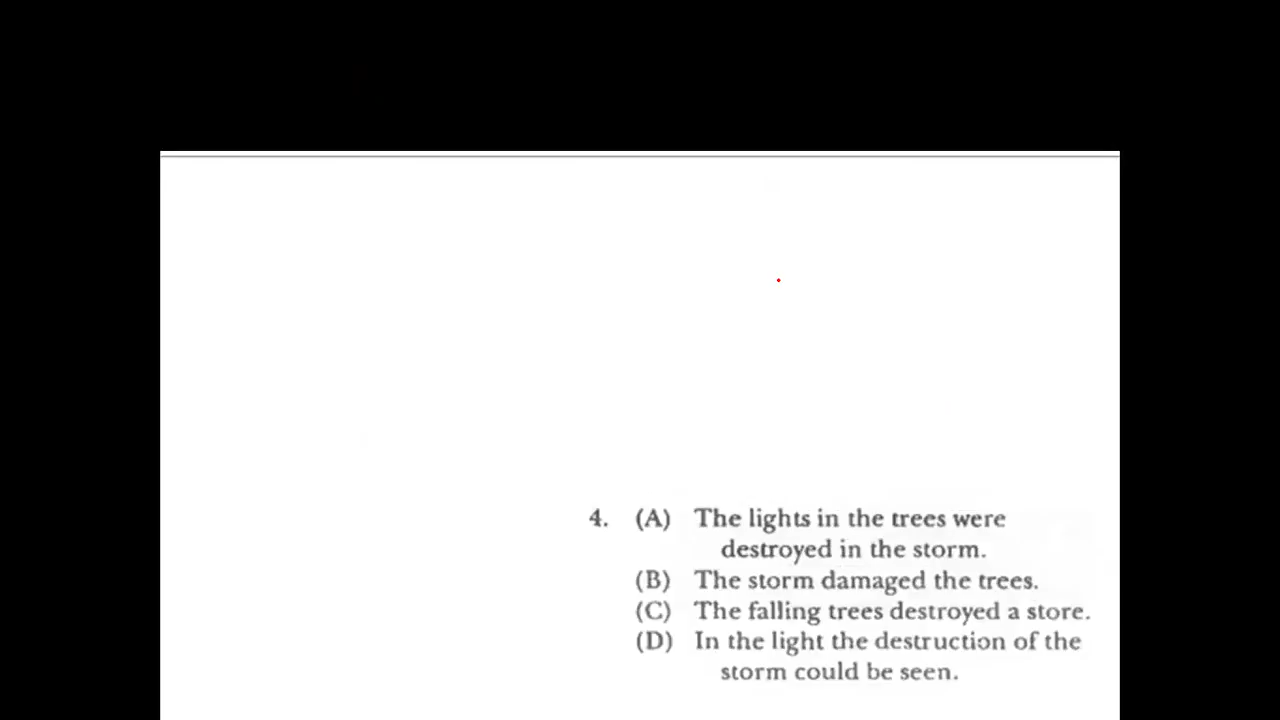 4. (A) The lights in the trees were
destroyed in the storm.
(B) The storm damaged the trees.
(C) The falling trees destroyed a store.
(D) In the light the destruction of the
storm could be seen.